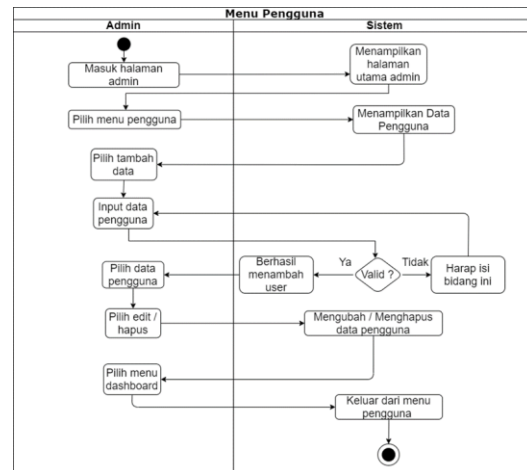 Menu Pengguna
Admin
Sistem
Masuk halaman
admin
Menampilkan
halaman
utama admin
Pilih menu pengguna
Menampilkan Data
Pengguna
Pilih tambah
data
Input data
pengguna
Pilih data
pengguna
Berhasil
menambah
user
Ya
Valid ?
Tidak
Harap isi
bidang ini
Pilih edit /
hapus
Mengubah / Menghapus
data pengguna
Pilih menu
dashboard
Keluar dari menu
pengguna